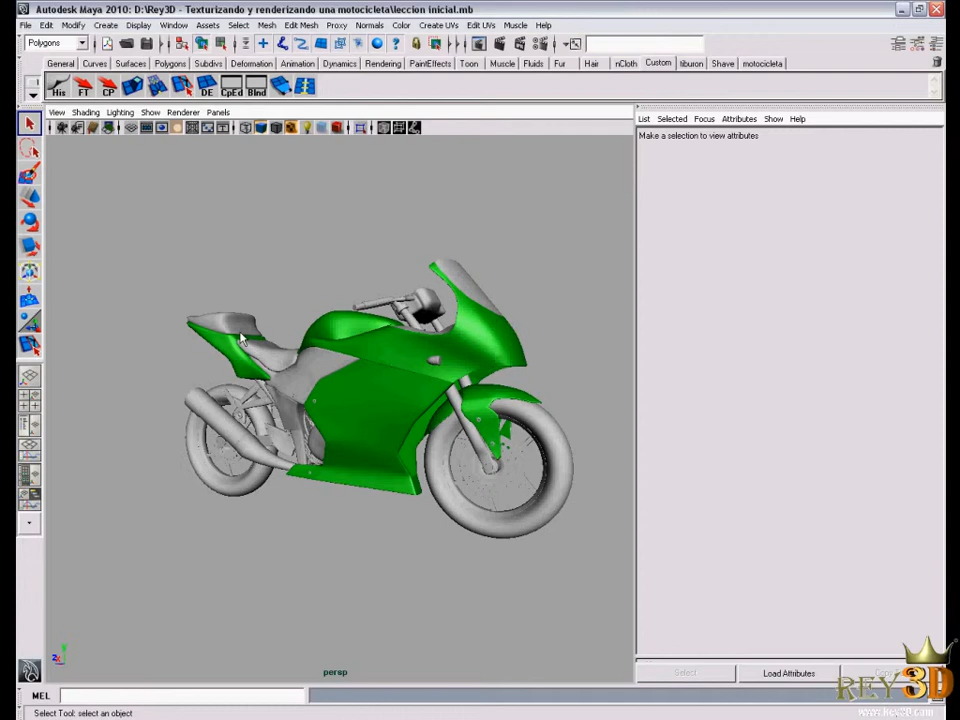 Autodesk Maya 2010: D:\Rey3D - Texturizando y renderizando una motocicleta\leccion inicial.mb
File Edit Modify Create Display Window Assets Select Mesh Edit Mesh Proxy Normals Color Create UVs Edit UVs Muscle Help
Polygons
General Curves Surfaces Polygons Subdivs Deformation Animation Dynamics Rendering PaintEffects Toon Muscle Fluids Fur Hair nCloth Custom tiburon Shave motocicleta
His FT CP DE CpEd Blnd
View Shading Lighting Show Renderer Panels
List Selected Focus Attributes Show Help
Make a selection to view attributes
persp
Select Load Attributes
REY3D
MEL
www.rey3d.com
Select Tool: select an object